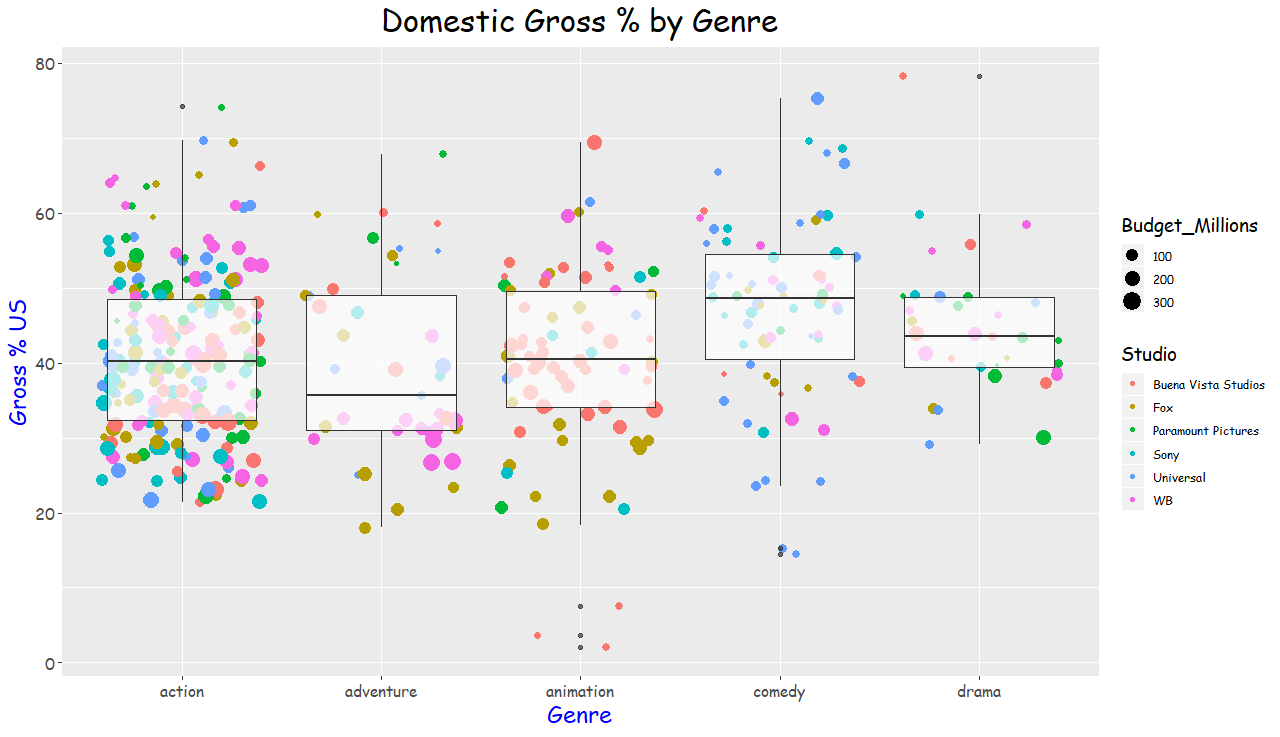 Domestic Gross % by Genre
Gross % US
80
60
40
20
0
action
adventure
animation
comedy
drama
Genre
Budget_Millions
100
200
300
Studio
Buena Vista Studios
Fox
Paramount Pictures
Sony
Universal
WB